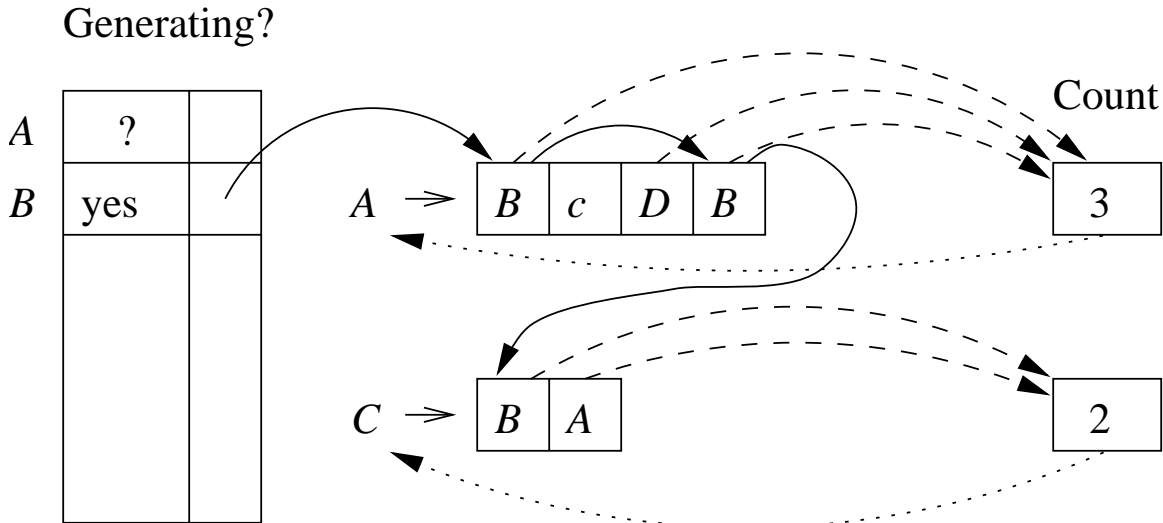 Generating?
Count
A ?
B yes
A B c D B 3
C B A 2